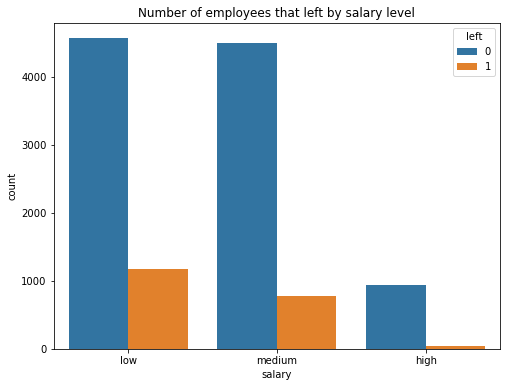 Number of employees that left by salary level
left
0
1
count
4000
3000
2000
1000
0
low medium high
salary